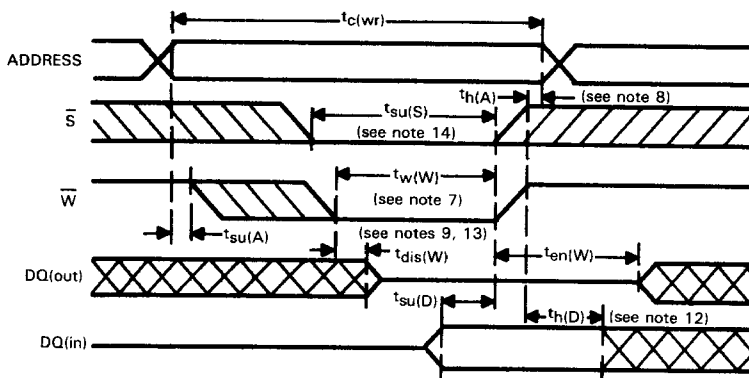 tc(wr)
ADDRESS
th(A)
(see note 8)
S̅
tsu(S)
(see note 14)
W̅
tw(W)
(see note 7)
(see notes 9, 13)
tsu(A)
tdis(W)
ten(W)
DQ(out)
tsu(D)
th(D)
(see note 12)
DQ(in)